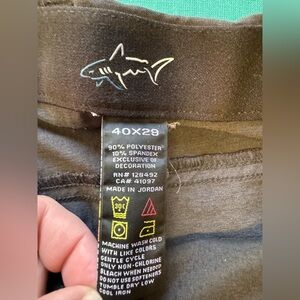 40X29
90% POLYESTER
10% SPANDEX
EXCLUSIVE OF
DECORATION
RN# 128492
CA# 41097
MADE IN JORDAN
MACHINE WASH COLD
WITH LIKE COLORS
GENTLE CYCLE
ONLY NON-CHLORINE
BLEACH WHEN NEEDED
DO NOT USE SOFTENERS
TUMBLE DRY LOW
COOL IRON